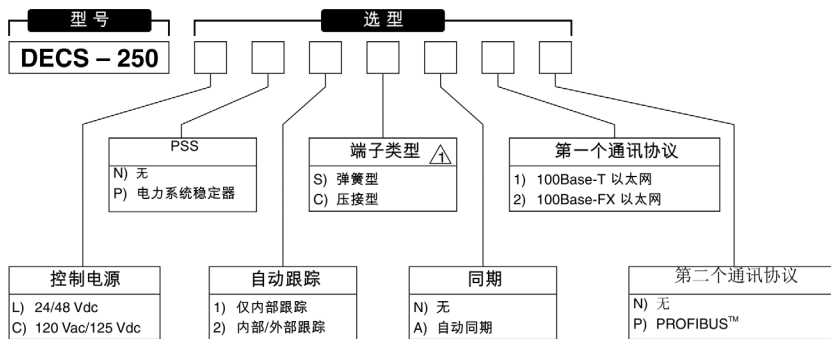 型号
选型
DECS – 250
PSS
N) 无
P) 电力系统稳定器
端子类型 1
S) 弹簧型
C) 压接型
第一个通讯协议
1) 100Base-T 以太网
2) 100Base-FX 以太网
控制电源
L) 24/48 Vdc
C) 120 Vac/125 Vdc
自动跟踪
1) 仅内部跟踪
2) 内部/外部跟踪
同期
N) 无
A) 自动同期
第二个通讯协议
N) 无
P) PROFIBUS™